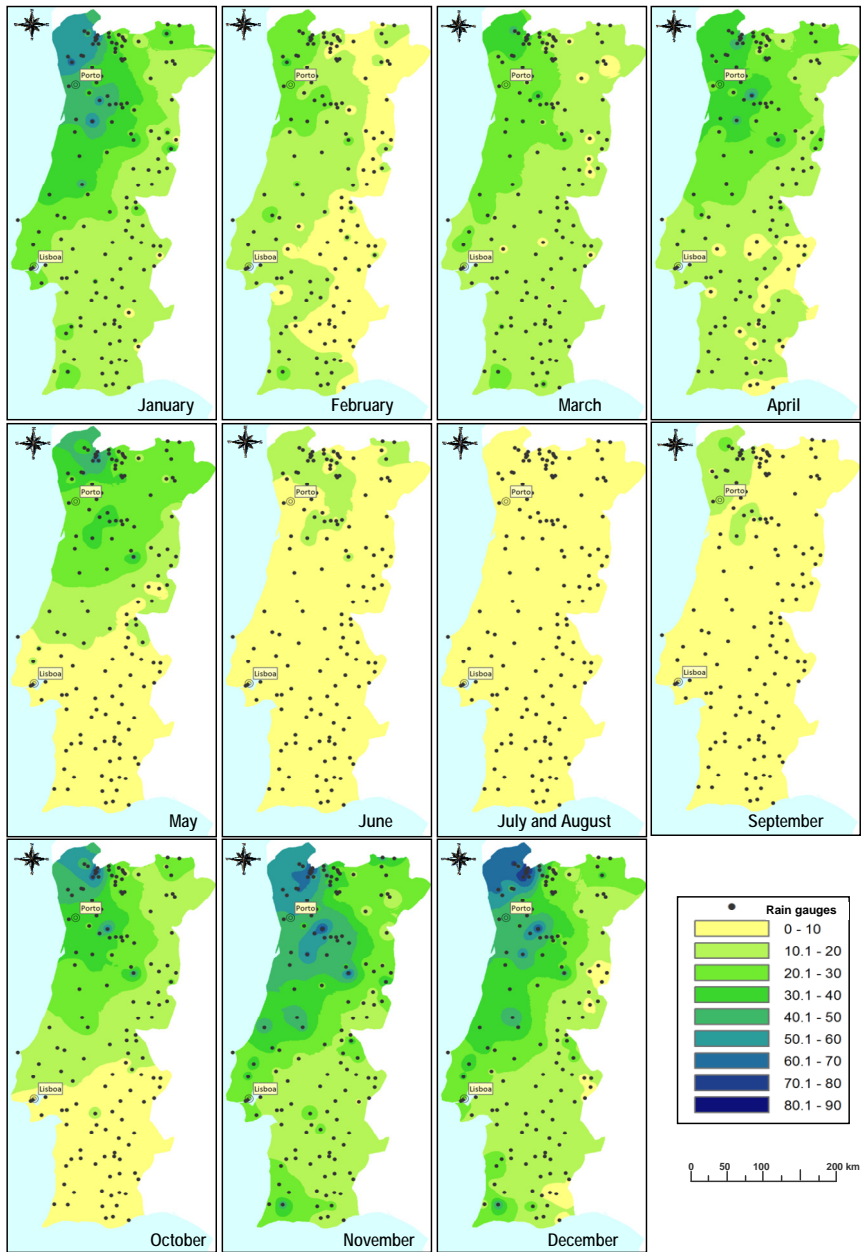 Porto
Lisboa
January
Porto
Lisboa
February
Porto
Lisboa
March
Porto
Lisboa
April
Porto
Lisboa
May
Porto
Lisboa
June
Porto
Lisboa
July and August
Porto
Lisboa
September
Porto
Lisboa
October
Porto
Lisboa
November
Porto
Lisboa
December
Rain gauges
0 - 10
10.1 - 20
20.1 - 30
30.1 - 40
40.1 - 50
50.1 - 60
60.1 - 70
70.1 - 80
80.1 - 90
0 50 100 200 km